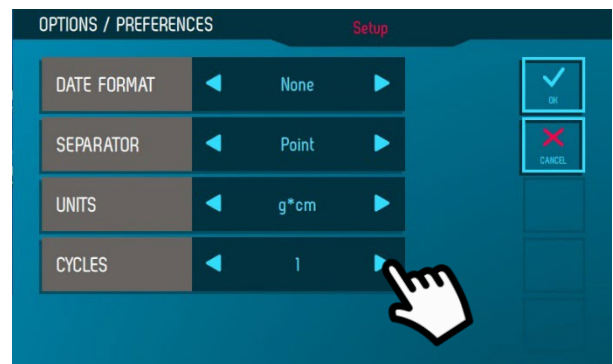 OPTIONS / PREFERENCES
Setup
DATE FORMAT None
OK
SEPARATOR Point
CANCEL
UNITS g*cm
CYCLES 1